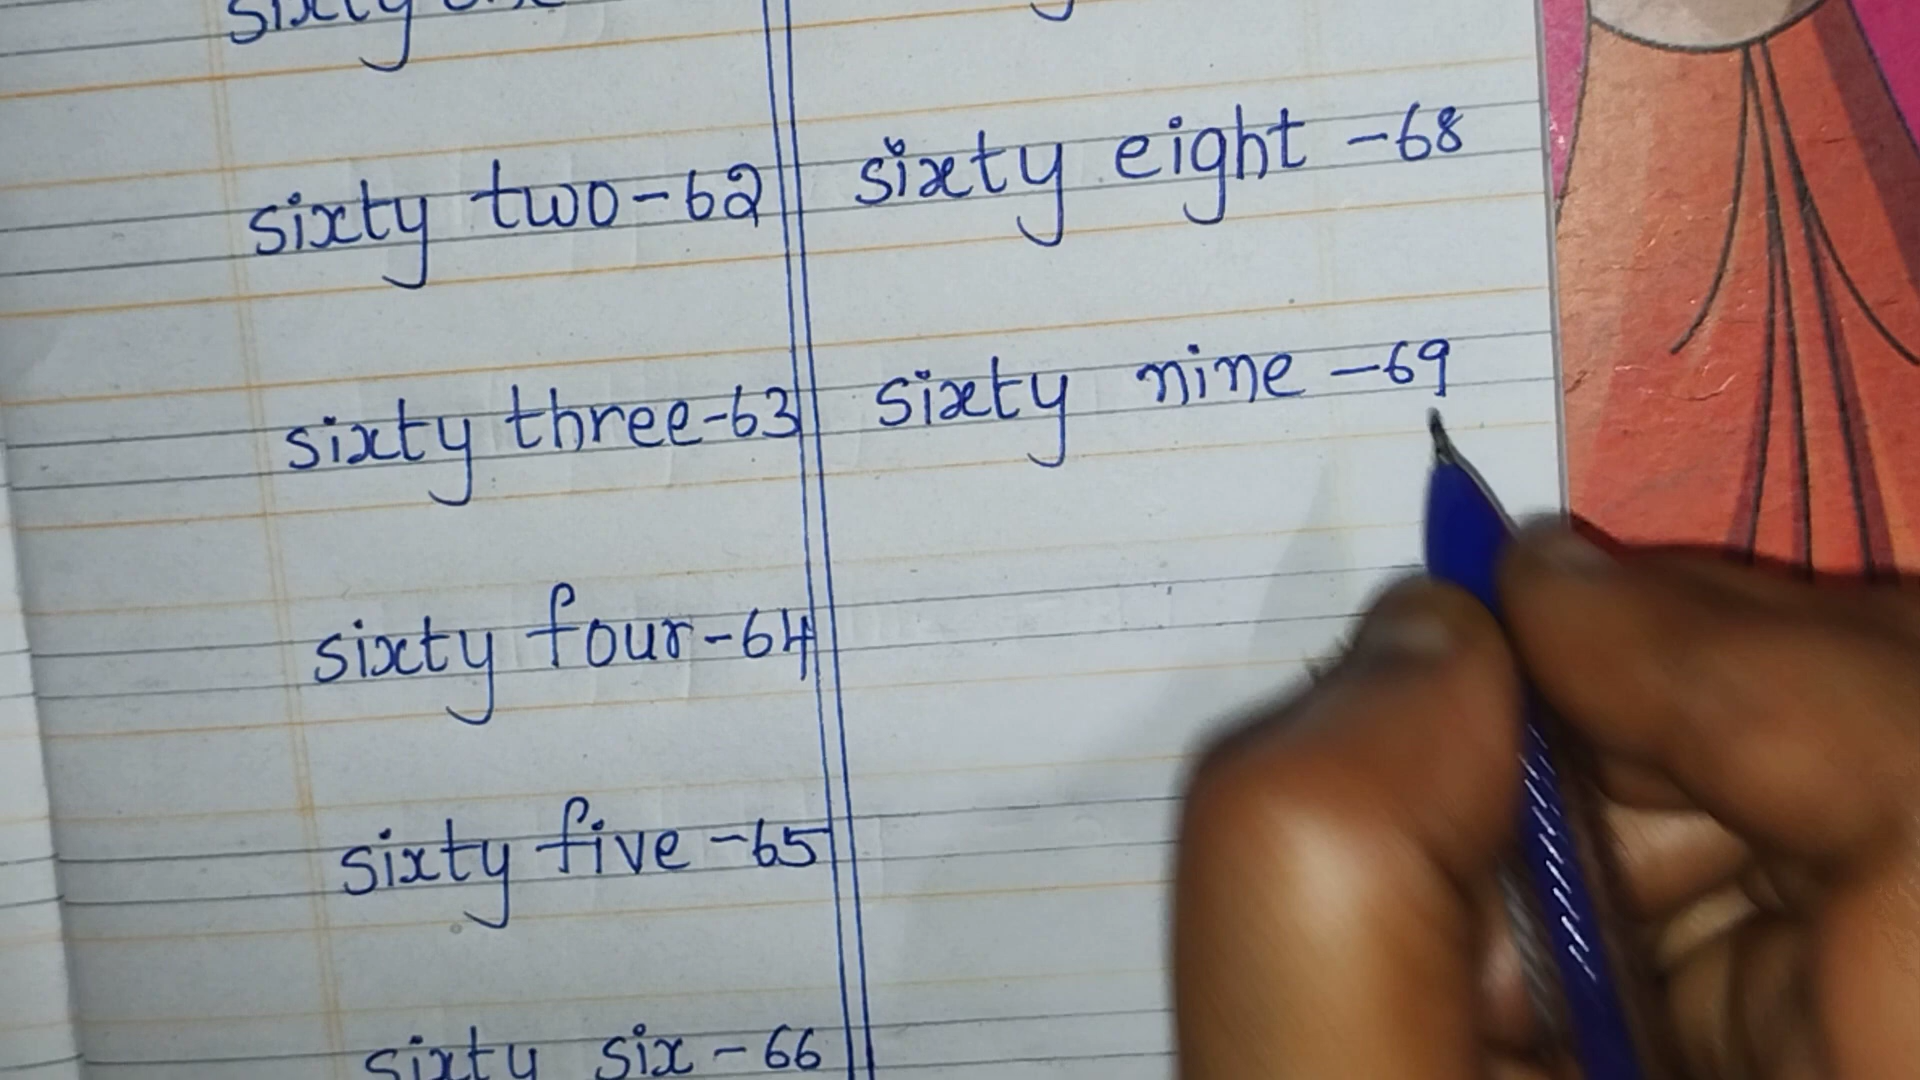 sixty
sixty two-62
sixty three-63
sixty four-64
sixty five-65
sixty six-66
sixty eight-68
sixty nine-69